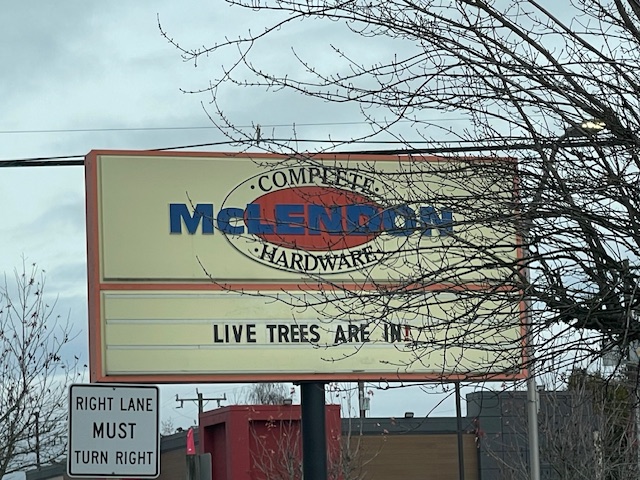 COMPLETE
McLENDON
HARDWARE
LIVE TREES ARE IN!
RIGHT LANE
MUST
TURN RIGHT